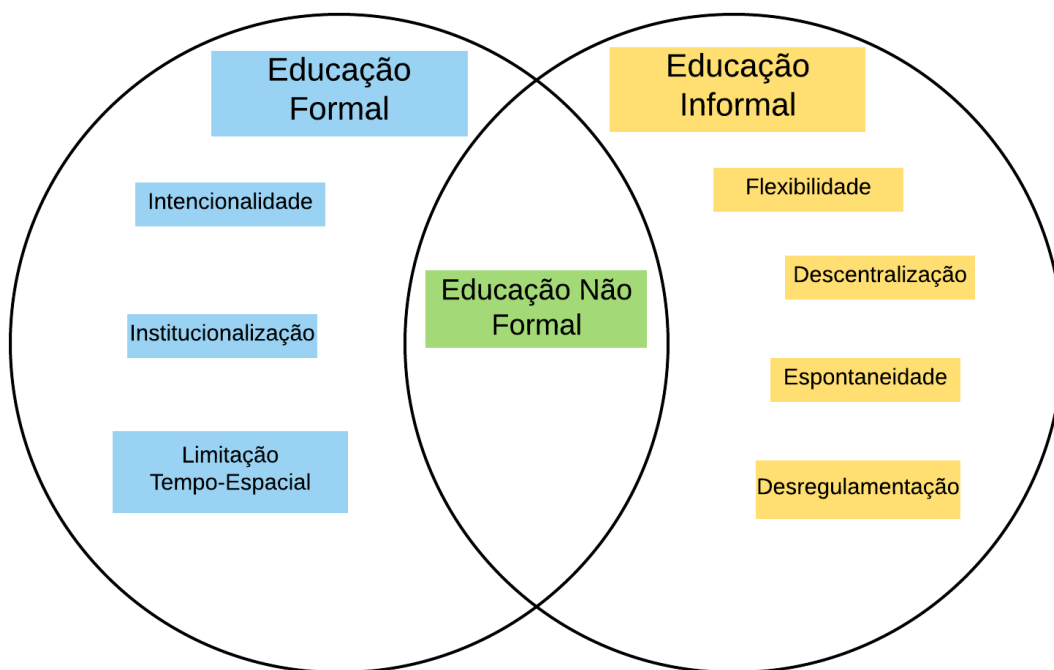 Educação
Formal
Intencionalidade
Institucionalização
Limitação
Tempo-Espacial
Educação Não
Formal
Educação
Informal
Flexibilidade
Descentralização
Espontaneidade
Desregulamentação